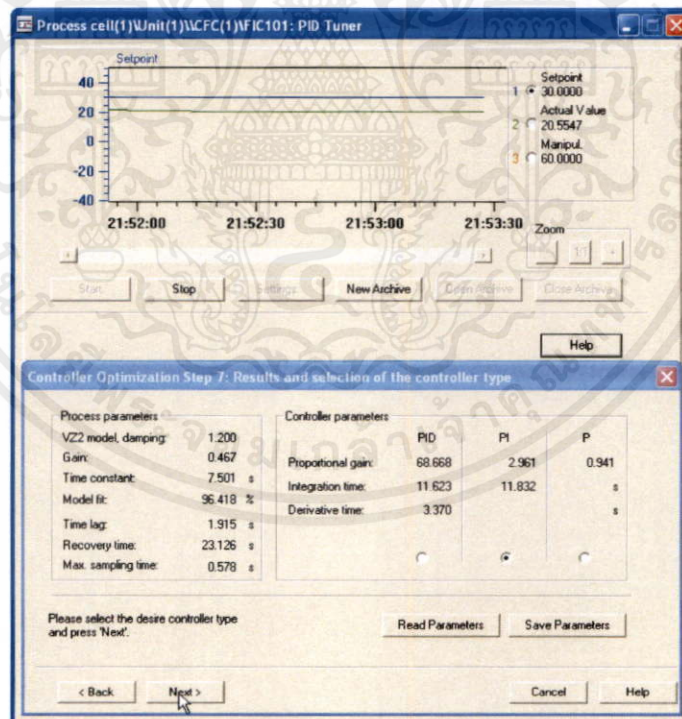 Process cell(1)\Unit(1)\\CFC(1)\FIC101: PID Tuner
Setpoint
40
20
0
-20
-40
21:52:00 21:52:30 21:53:00 21:53:30
Setpoint
1 30.0000
Actual Value
2 20.5547
Manipul.
3 60.0000
Zoom
1:1
Start Stop Settings New Archive Open Archive Close Archive
Help
Controller Optimization Step 7: Results and selection of the controller type
Process parameters
VZ2 model, damping: 1.200
Gain: 0.467
Time constant: 7.501 s
Model fit: 96.418 %
Time lag: 1.915 s
Recovery time: 23.126 s
Max. sampling time: 0.578 s
Controller parameters
PID PI P
Proportional gain: 68.668 2.961 0.941
Integration time: 11.623 11.832 s
Derivative time: 3.370 s
Please select the desire controller type
and press 'Next'.
Read Parameters Save Parameters
< Back Next > Cancel Help